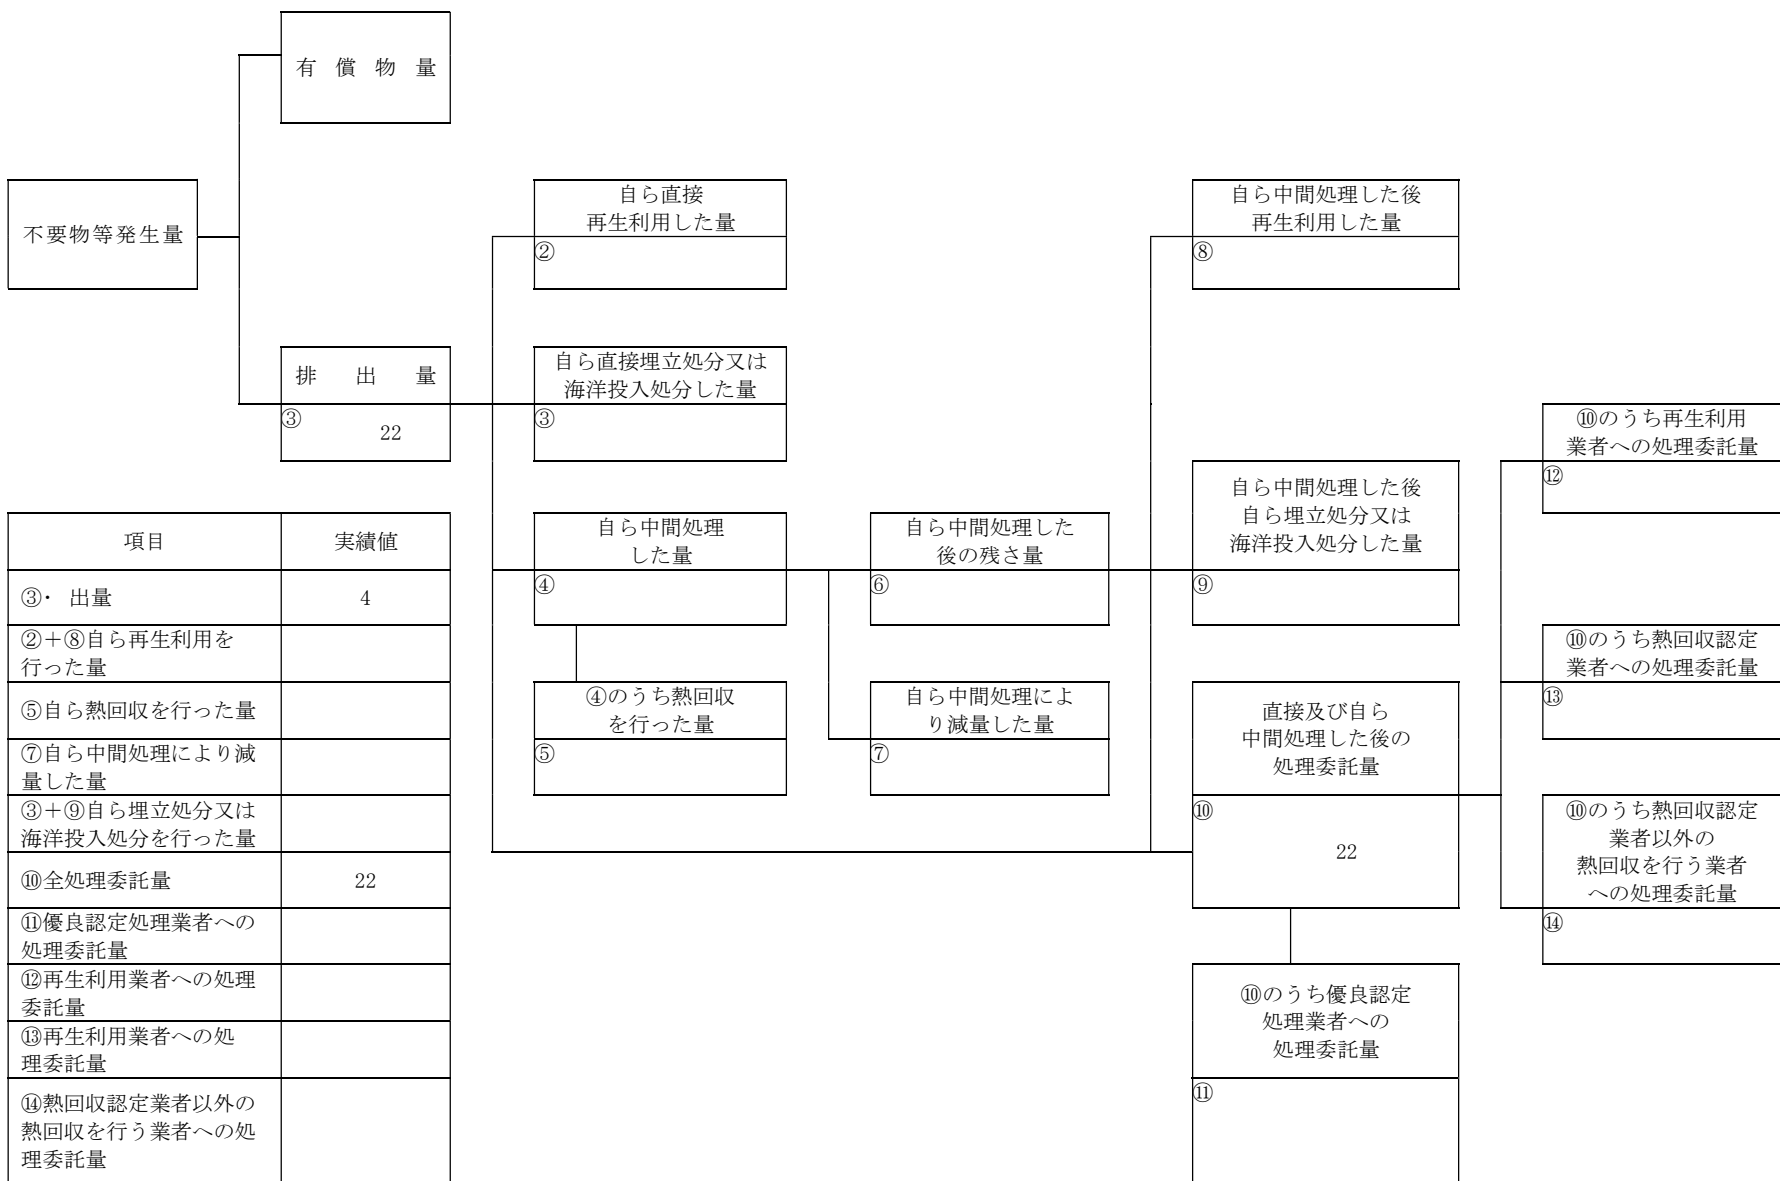 有 償 物 量
不要物等発生量
自ら直接
再生利用した量
②
自ら中間処理した後
再生利用した量
⑧
排 出 量
③
22
自ら直接埋立処分又は
海洋投入処分した量
③
⑩のうち再生利用
業者への処理委託量
⑫
自ら中間処理した後
自ら埋立処分又は
海洋投入処分した量
⑨
自ら中間処理
した量
④
自ら中間処理した
後の残さ量
⑥
⑩のうち熱回収認定
業者への処理委託量
⑬
④のうち熱回収
を行った量
⑤
自ら中間処理によ
り減量した量
⑦
直接及び自ら
中間処理した後の
処理委託量
⑩
22
⑩のうち熱回収認定
業者以外の
熱回収を行う業者
への処理委託量
⑭
⑩のうち優良認定
処理業者への
処理委託量
⑪
項目 実績値
③・ 出量 4
②＋⑧自ら再生利用を
行った量
⑤自ら熱回収を行った量
⑦自ら中間処理により減
量した量
③＋⑨自ら埋立処分又は
海洋投入処分を行った量
⑩全処理委託量 22
⑪優良認定処理業者への
処理委託量
⑫再生利用業者への処理
委託量
⑬再生利用業者への処
理委託量
⑭熱回収認定業者以外の
熱回収を行う業者への処
理委託量